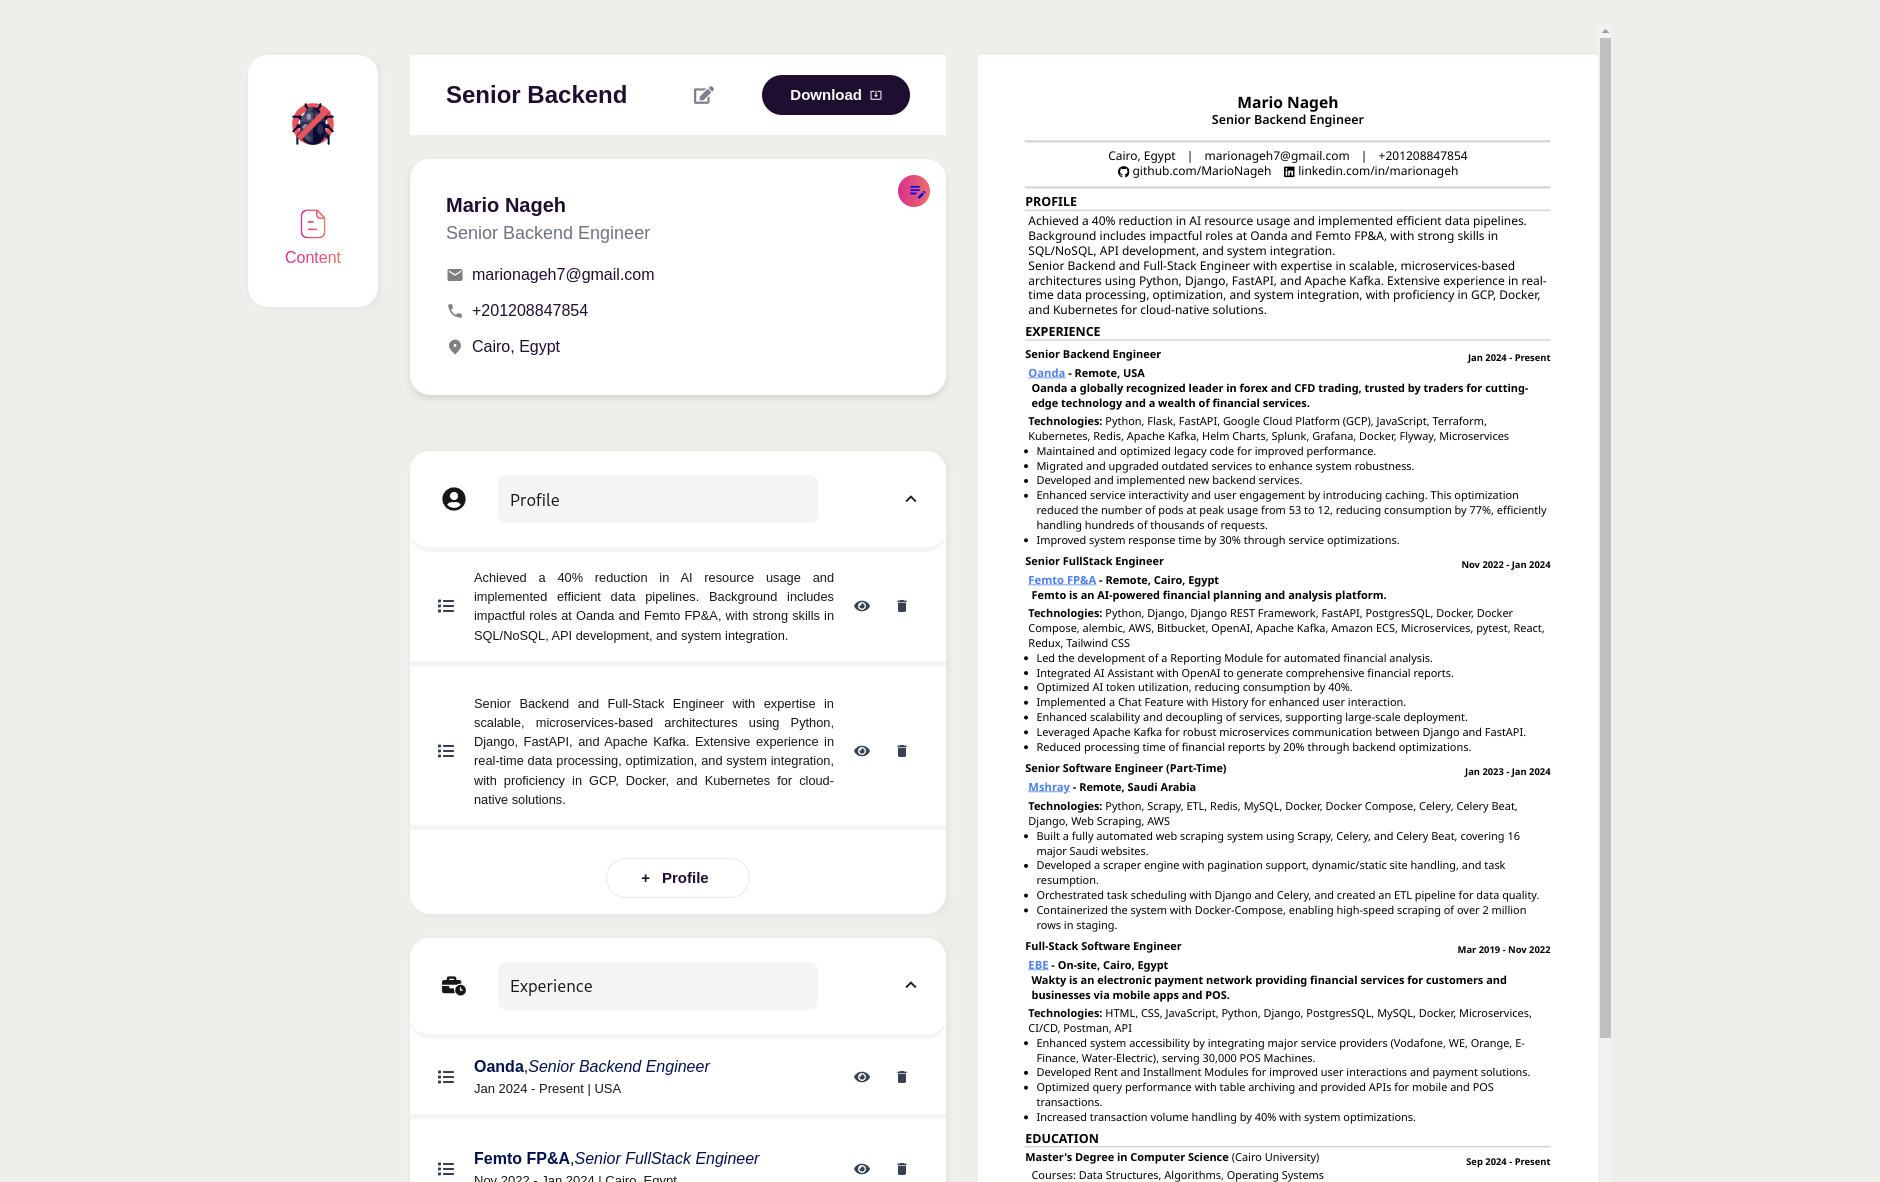 Content
Senior Backend
Download
Mario Nageh
Senior Backend Engineer
marionageh7@gmail.com
+201208847854
Cairo, Egypt
Profile
Achieved a 40% reduction in AI resource usage and
implemented efficient data pipelines. Background includes
impactful roles at Oanda and Femto FP&A, with strong skills in
SQL/NoSQL, API development, and system integration.
Senior Backend and Full-Stack Engineer with expertise in
scalable, microservices-based architectures using Python,
Django, FastAPI, and Apache Kafka. Extensive experience in
real-time data processing, optimization, and system integration,
with proficiency in GCP, Docker, and Kubernetes for cloud-
native solutions.
+ Profile
Experience
Oanda,Senior Backend Engineer
Jan 2024 - Present | USA
Femto FP&A,Senior FullStack Engineer
Nov 2022 - Jan 2024 | Cairo, Egypt
Mario Nageh
Senior Backend Engineer
Cairo, Egypt | marionageh7@gmail.com | +201208847854
github.com/MarioNageh linkedin.com/in/marionageh
PROFILE
Achieved a 40% reduction in AI resource usage and implemented efficient data pipelines.
Background includes impactful roles at Oanda and Femto FP&A, with strong skills in
SQL/NoSQL, API development, and system integration.
Senior Backend and Full-Stack Engineer with expertise in scalable, microservices-based
architectures using Python, Django, FastAPI, and Apache Kafka. Extensive experience in real-
time data processing, optimization, and system integration, with proficiency in GCP, Docker,
and Kubernetes for cloud-native solutions.
EXPERIENCE
Senior Backend Engineer Jan 2024 - Present
Oanda - Remote, USA
Oanda a globally recognized leader in forex and CFD trading, trusted by traders for cutting-
edge technology and a wealth of financial services.
Technologies: Python, Flask, FastAPI, Google Cloud Platform (GCP), JavaScript, Terraform,
Kubernetes, Redis, Apache Kafka, Helm Charts, Splunk, Grafana, Docker, Flyway, Microservices
• Maintained and optimized legacy code for improved performance.
• Migrated and upgraded outdated services to enhance system robustness.
• Developed and implemented new backend services.
• Enhanced service interactivity and user engagement by introducing caching. This optimization
reduced the number of pods at peak usage from 53 to 12, reducing consumption by 77%, efficiently
handling hundreds of thousands of requests.
• Improved system response time by 30% through service optimizations.
Senior FullStack Engineer Nov 2022 - Jan 2024
Femto FP&A - Remote, Cairo, Egypt
Femto is an AI-powered financial planning and analysis platform.
Technologies: Python, Django, Django REST Framework, FastAPI, PostgresSQL, Docker, Docker
Compose, alembic, AWS, Bitbucket, OpenAI, Apache Kafka, Amazon ECS, Microservices, pytest, React,
Redux, Tailwind CSS
• Led the development of a Reporting Module for automated financial analysis.
• Integrated AI Assistant with OpenAI to generate comprehensive financial reports.
• Optimized AI token utilization, reducing consumption by 40%.
• Implemented a Chat Feature with History for enhanced user interaction.
• Enhanced scalability and decoupling of services, supporting large-scale deployment.
• Leveraged Apache Kafka for robust microservices communication between Django and FastAPI.
• Reduced processing time of financial reports by 20% through backend optimizations.
Senior Software Engineer (Part-Time) Jan 2023 - Jan 2024
Mshray - Remote, Saudi Arabia
Technologies: Python, Scrapy, ETL, Redis, MySQL, Docker, Docker Compose, Celery, Celery Beat,
Django, Web Scraping, AWS
• Built a fully automated web scraping system using Scrapy, Celery, and Celery Beat, covering 16
major Saudi websites.
• Developed a scraper engine with pagination support, dynamic/static site handling, and task
resumption.
• Orchestrated task scheduling with Django and Celery, and created an ETL pipeline for data quality.
• Containerized the system with Docker-Compose, enabling high-speed scraping of over 2 million
rows in staging.
Full-Stack Software Engineer Mar 2019 - Nov 2022
EBE - On-site, Cairo, Egypt
Wakty is an electronic payment network providing financial services for customers and
businesses via mobile apps and POS.
Technologies: HTML, CSS, JavaScript, Python, Django, PostgresSQL, MySQL, Docker, Microservices,
CI/CD, Postman, API
• Enhanced system accessibility by integrating major service providers (Vodafone, WE, Orange, E-
Finance, Water-Electric), serving 30,000 POS Machines.
• Developed Rent and Installment Modules for improved user interactions and payment solutions.
• Optimized query performance with table archiving and provided APIs for mobile and POS
transactions.
• Increased transaction volume handling by 40% with system optimizations.
EDUCATION
Master's Degree in Computer Science (Cairo University) Sep 2024 - Present
Courses: Data Structures, Algorithms, Operating Systems